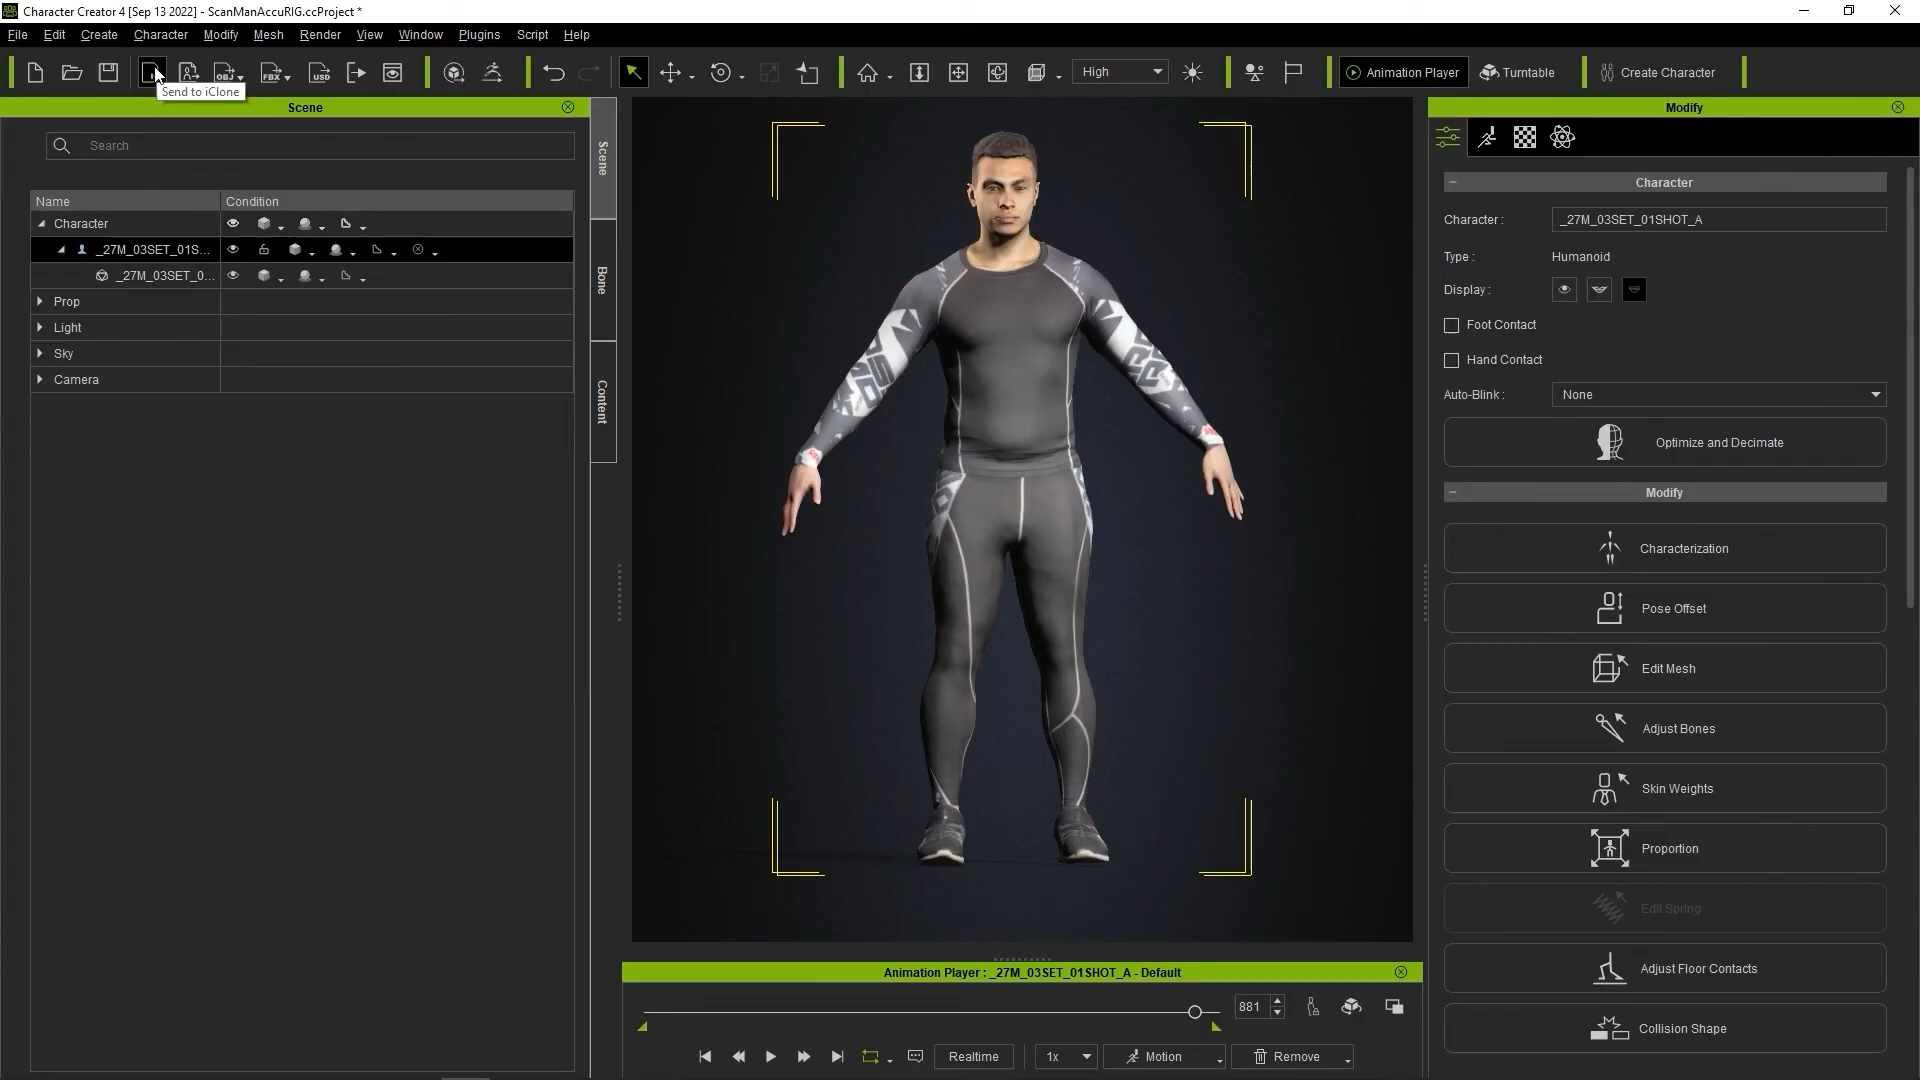 Character Creator 4 [Sep 13 2022] - ScanManAccuRIG.ccProject *
File Edit Create Character Modify Mesh Render View Window Plugins Script Help
OBJ FBX USD High Animation Player Turntable Create Character
Send to iClone
Scene
Search
Name Condition
Character
_27M_03SET_01S...
_27M_03SET_0...
Prop
Light
Sky
Camera
Scene
Bone
Content
Modify
Character
Character : _27M_03SET_01SHOT_A
Type : Humanoid
Display :
Foot Contact
Hand Contact
Auto-Blink : None
Optimize and Decimate
Modify
Characterization
Pose Offset
Edit Mesh
Adjust Bones
Skin Weights
Proportion
Edit Spring
Adjust Floor Contacts
Collision Shape
Animation Player : _27M_03SET_01SHOT_A - Default
881
Realtime 1x Motion Remove